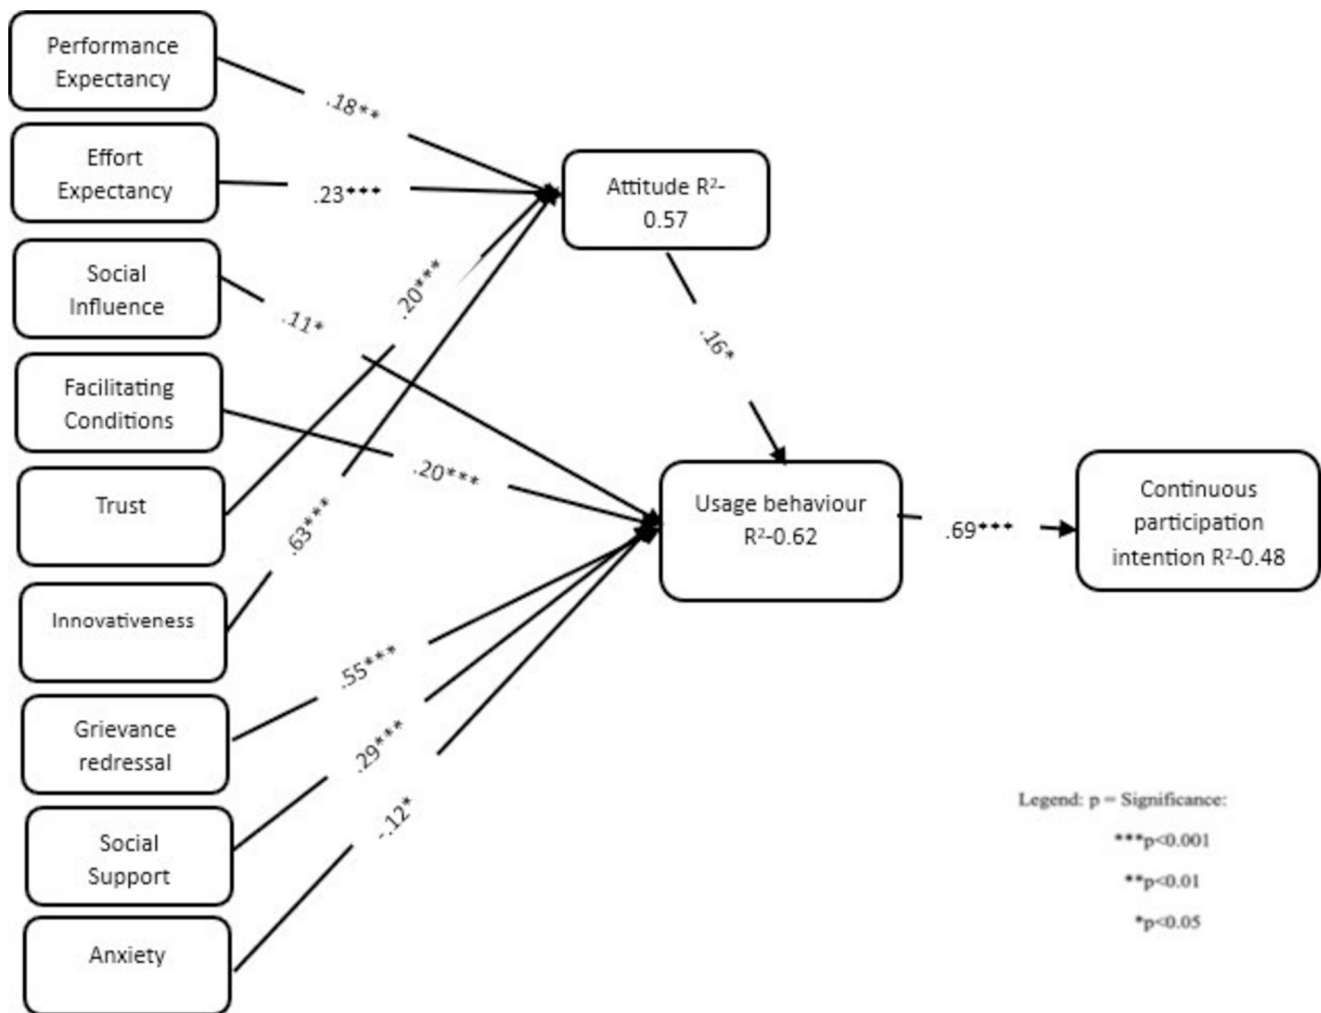 Performance
Expectancy
.18**
Effort
Expectancy
.23***
Attitude R²-
0.57
Social
Influence
.11*
.20***
.16*
Facilitating
Conditions
.20***
Trust
.63***
Usage behaviour
R²-0.62
.69***
Continuous
participation
intention R²-0.48
Innovativeness
.55***
Grievance
redressal
.29***
Social
Support
-.12*
Anxiety
Legend: p = Significance:
***p<0.001
**p<0.01
*p<0.05